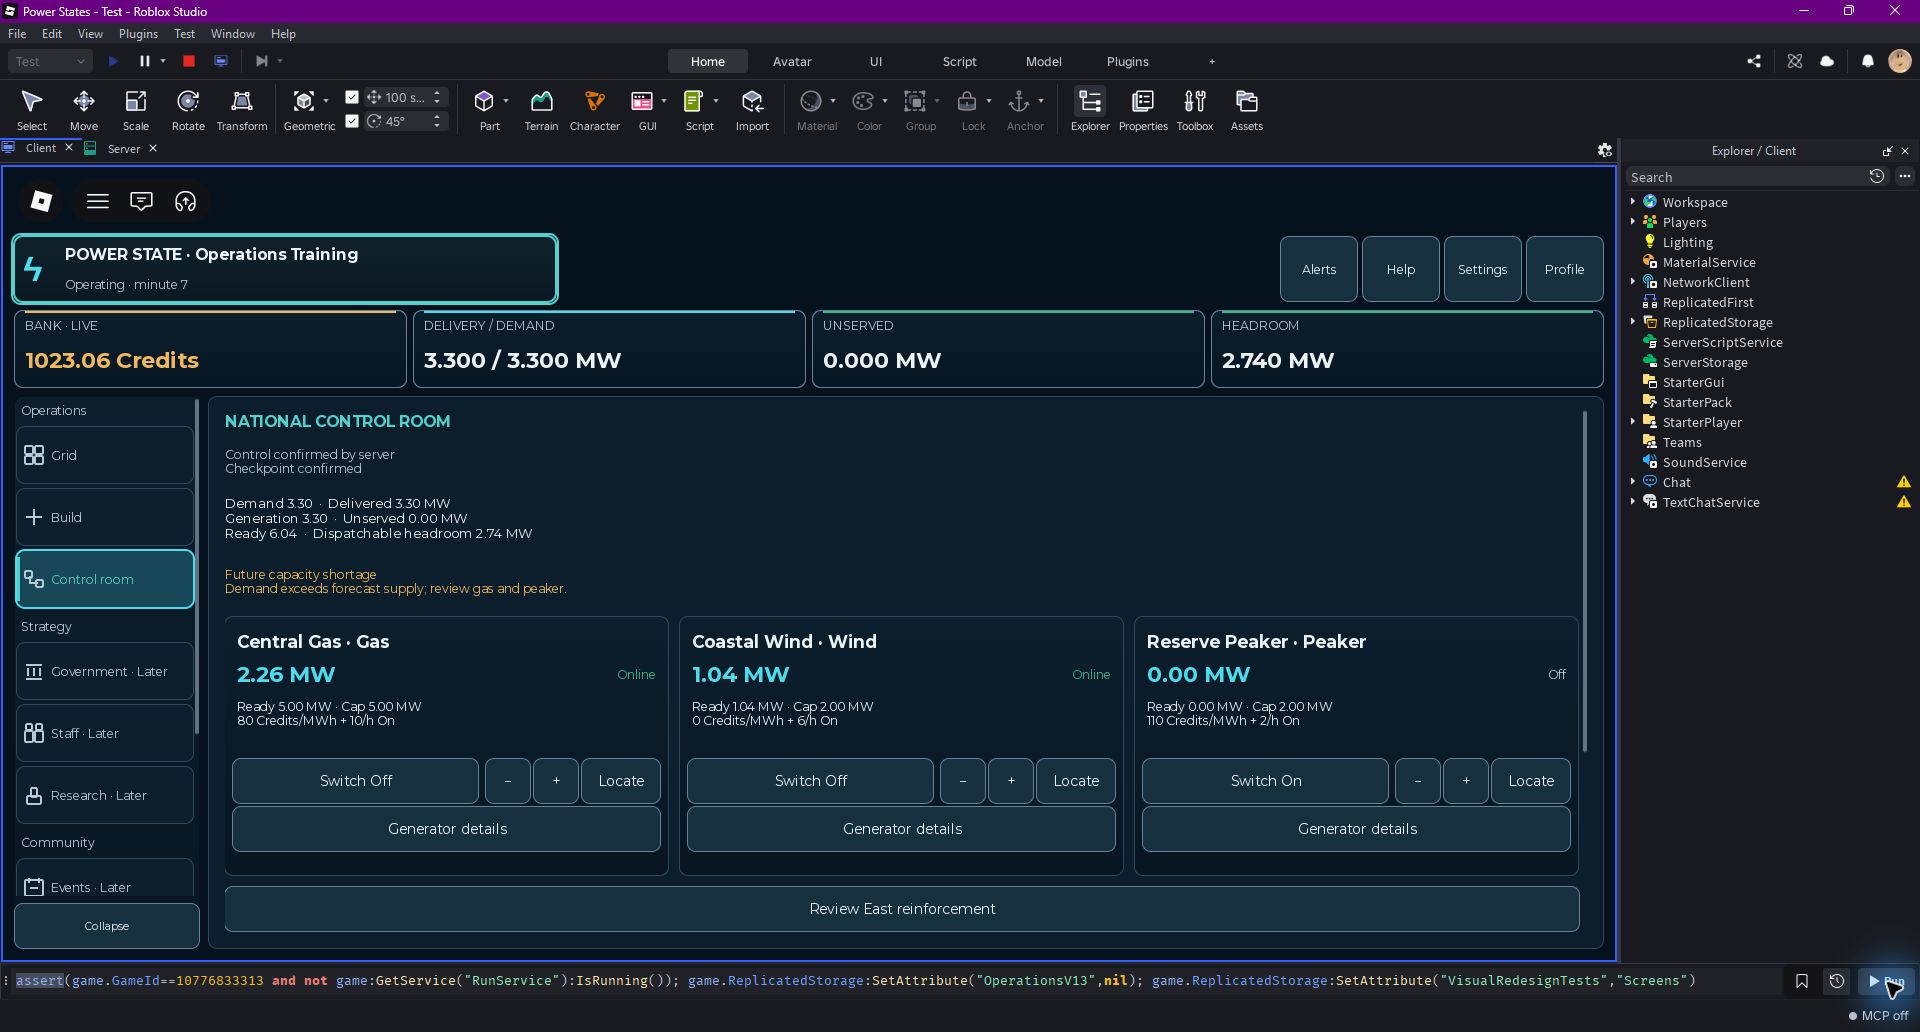 Power States - Test - Roblox Studio
File Edit View Plugins Test Window Help
Test
Home Avatar UI Script Model Plugins +
100 s...
45°
Select Move Scale Rotate Transform Geometric Part Terrain Character GUI Script Import Material Color Group Lock Anchor Explorer Properties Toolbox Assets
Client Server
Explorer / Client
Search
Workspace
Players
Lighting
MaterialService
NetworkClient
ReplicatedFirst
ReplicatedStorage
ServerScriptService
ServerStorage
StarterGui
StarterPack
StarterPlayer
Teams
SoundService
Chat
TextChatService
POWER STATE · Operations Training
Operating · minute 7
Alerts Help Settings Profile
BANK · LIVE
1023.06 Credits
DELIVERY / DEMAND
3.300 / 3.300 MW
UNSERVED
0.000 MW
HEADROOM
2.740 MW
Operations
Grid
Build
Control room
Strategy
Government · Later
Staff · Later
Research · Later
Community
Events · Later
Collapse
NATIONAL CONTROL ROOM
Control confirmed by server
Checkpoint confirmed
Demand 3.30 · Delivered 3.30 MW
Generation 3.30 · Unserved 0.00 MW
Ready 6.04 · Dispatchable headroom 2.74 MW
Future capacity shortage
Demand exceeds forecast supply; review gas and peaker.
Central Gas · Gas
2.26 MW Online
Ready 5.00 MW · Cap 5.00 MW
80 Credits/MWh + 10/h On
Switch Off − + Locate
Generator details
Coastal Wind · Wind
1.04 MW Online
Ready 1.04 MW · Cap 2.00 MW
0 Credits/MWh + 6/h On
Switch Off − + Locate
Generator details
Reserve Peaker · Peaker
0.00 MW Off
Ready 0.00 MW · Cap 2.00 MW
110 Credits/MWh + 2/h On
Switch On − + Locate
Generator details
Review East reinforcement
assert(game.GameId==10776833313 and not game:GetService("RunService"):IsRunning()); game.ReplicatedStorage:SetAttribute("OperationsV13",nil); game.ReplicatedStorage:SetAttribute("VisualRedesignTests","Screens")
MCP off